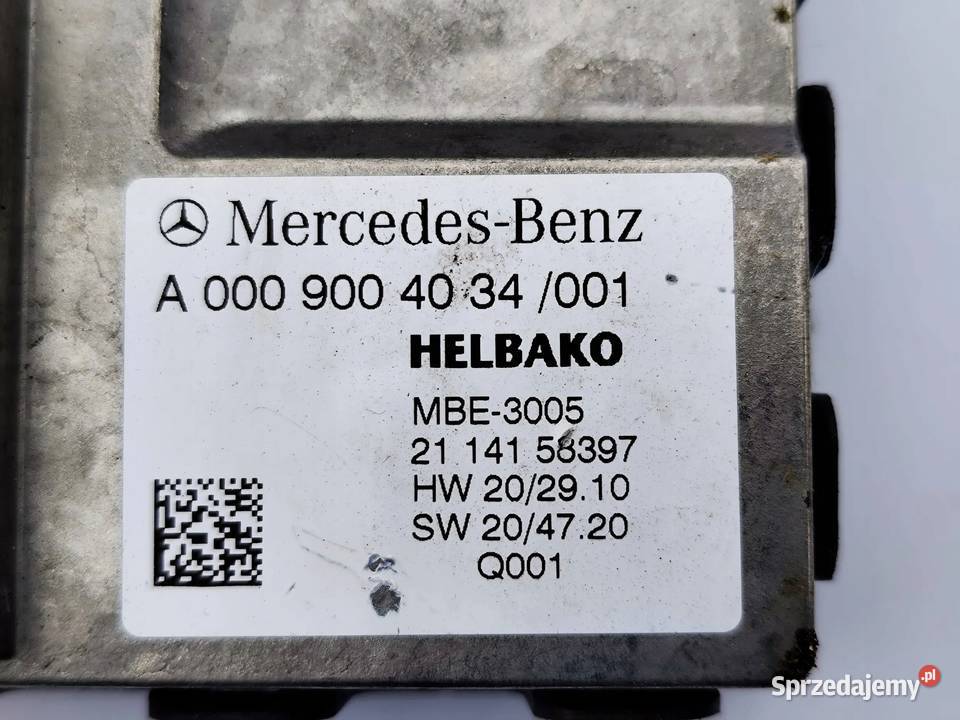 Mercedes-Benz
A 000 900 40 34 /001
HELBAKO
MBE-3005
21 141 58397
HW 20/29.10
SW 20/47.20
Q001
Sprzedajemy.pl